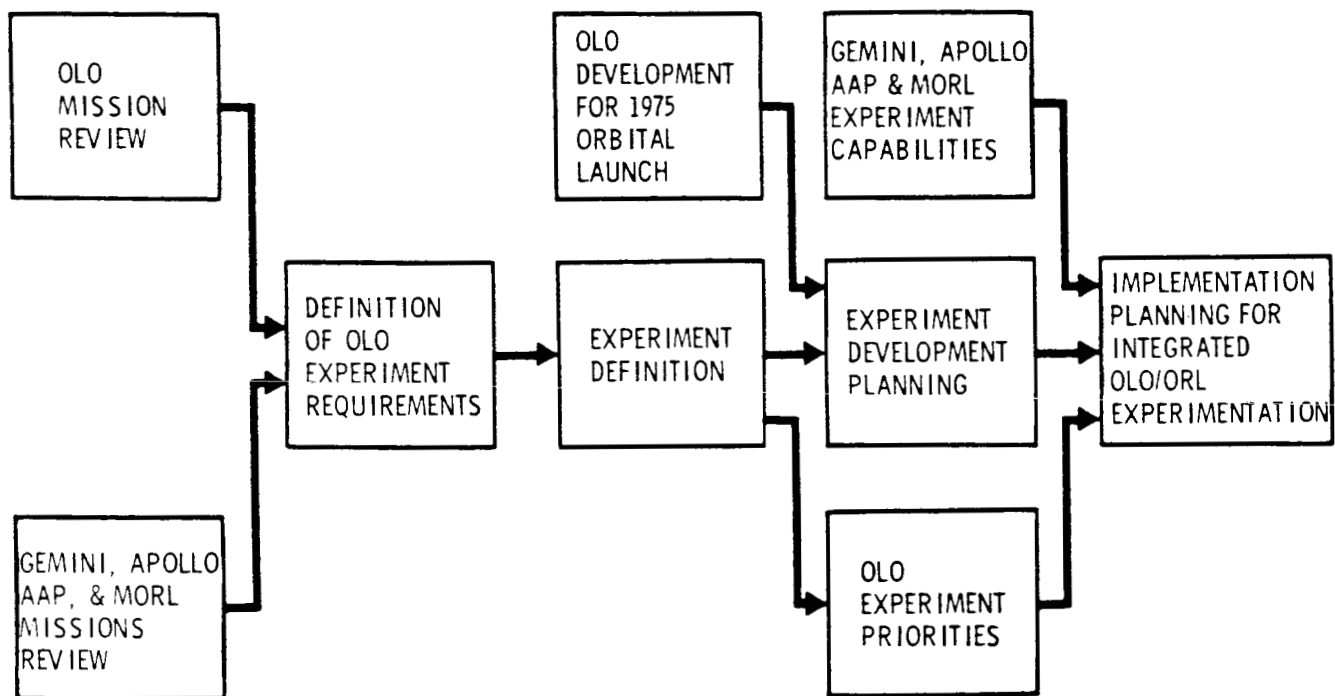 OLO
MISSION
REVIEW
OLO
DEVELOPMENT
FOR 1975
ORBITAL
LAUNCH
GEMINI, APOLLO
AAP & MORL
EXPERIMENT
CAPABILITIES
DEFINITION
OF OLO
EXPERIMENT
REQUIREMENTS
EXPERIMENT
DEFINITION
EXPERIMENT
DEVELOPMENT
PLANNING
IMPLEMENTATION
PLANNING FOR
INTEGRATED
OLO/ORL
EXPERIMENTATION
GEMINI, APOLLO
AAP, & MORL
MISSIONS
REVIEW
OLO
EXPERIMENT
PRIORITIES